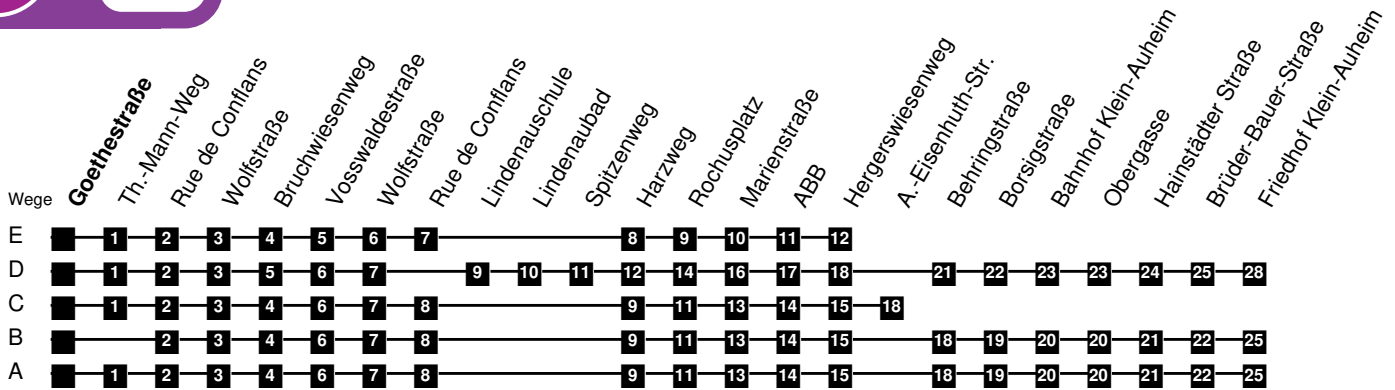 Goethestraße
Th.-Mann-Weg
Rue de Conflans
Wolfstraße
Bruchwiesenweg
Vosswaldestraße
Wolfstraße
Rue de Conflans
Lindenauschule
Lindenaubad
Spitzenweg
Harzweg
Rochusplatz
Marienstraße
ABB
Hergerswiesenweg
A.-Eisenhuth-Str.
Behringstraße
Borsigstraße
Bahnhof Klein-Auheim
Obergasse
Hainstädter Straße
Brüder-Bauer-Straße
Friedhof Klein-Auheim
Wege
E 1 2 3 4 5 6 7 8 9 10 11 12
D 1 2 3 5 6 7 9 10 11 12 14 16 17 18 21 22 23 23 24 25 28
C 1 2 3 4 6 7 8 9 11 13 14 15 18
B 2 3 4 6 7 8 9 11 13 14 15 18 19 20 20 21 22 25
A 1 2 3 4 6 7 8 9 11 13 14 15 18 19 20 20 21 22 25